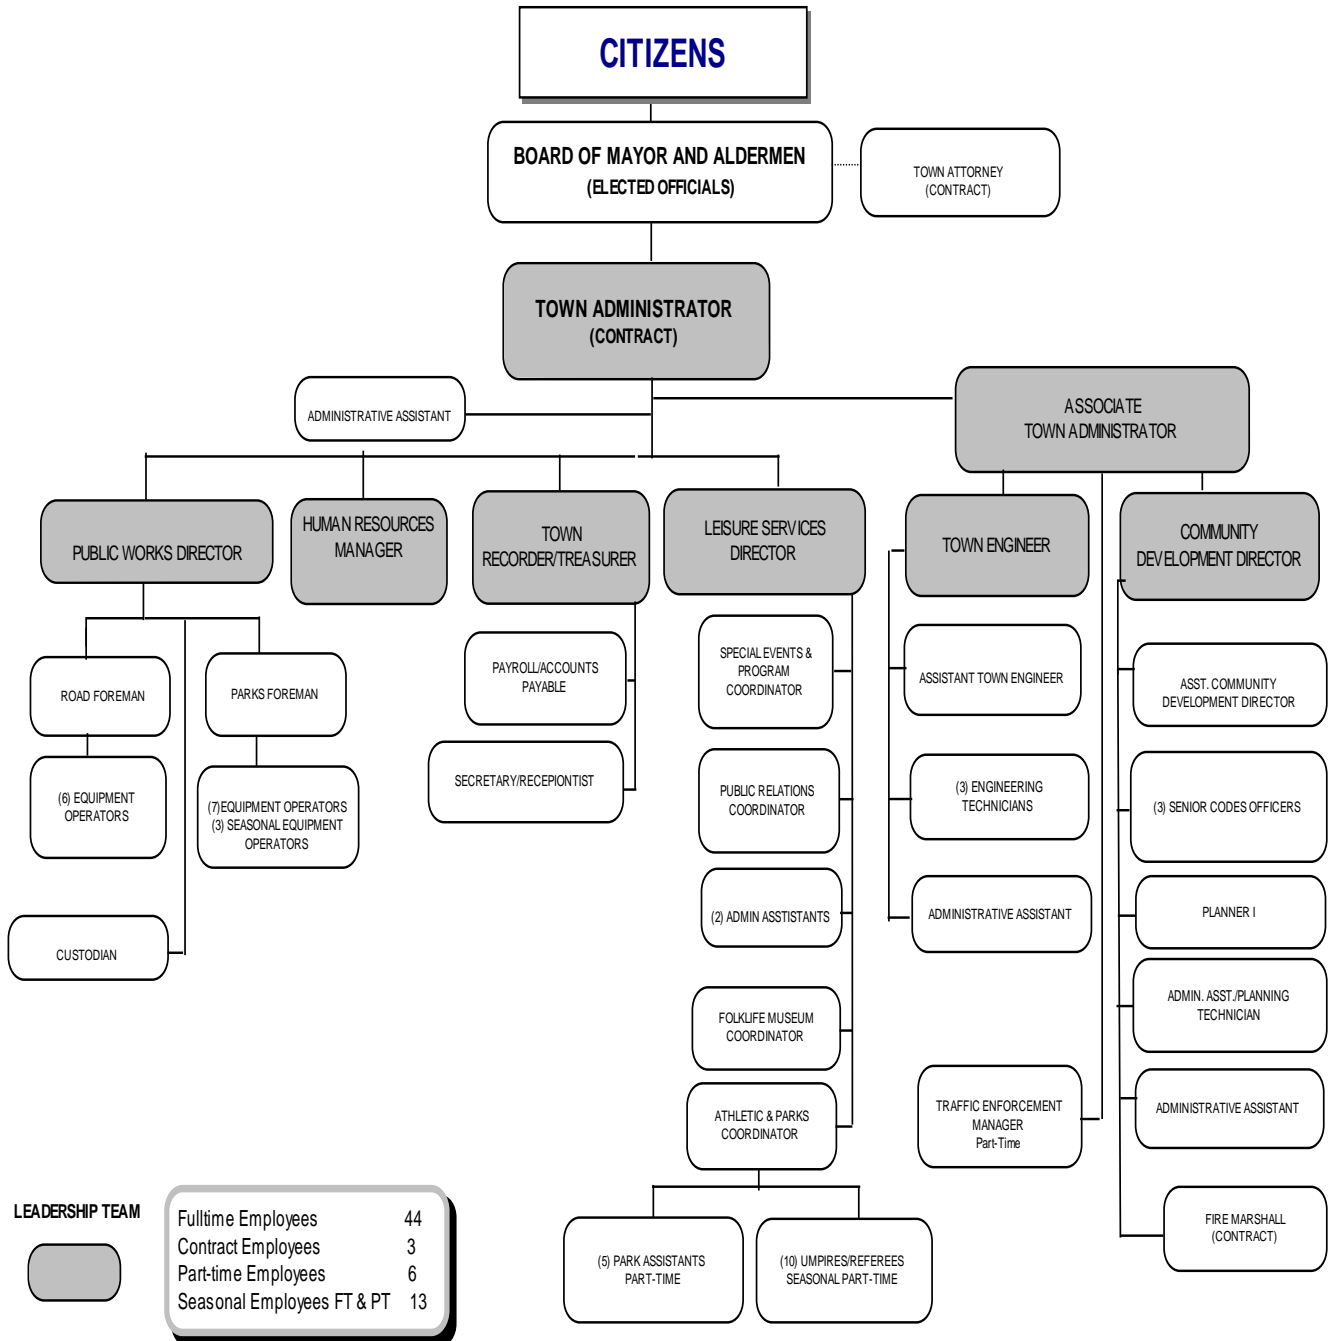 CITIZENS
BOARD OF MAYOR AND ALDERMEN
(ELECTED OFFICIALS)
TOWN ATTORNEY
(CONTRACT)
TOWN ADMINISTRATOR
(CONTRACT)
ADMINISTRATIVE ASSISTANT
ASSOCIATE
TOWN ADMINISTRATOR
PUBLIC WORKS DIRECTOR
HUMAN RESOURCES
MANAGER
TOWN
RECORDER/TREASURER
LEISURE SERVICES
DIRECTOR
TOWN ENGINEER
COMMUNITY
DEVELOPMENT DIRECTOR
ROAD FOREMAN
PARKS FOREMAN
(6) EQUIPMENT
OPERATORS
(7)EQUIPMENT OPERATORS
(3) SEASONAL EQUIPMENT
OPERATORS
CUSTODIAN
PAYROLL/ACCOUNTS
PAYABLE
SECRETARY/RECEPIONTIST
SPECIAL EVENTS &
PROGRAM
COORDINATOR
PUBLIC RELATIONS
COORDINATOR
(2) ADMIN ASSTISTANTS
FOLKLIFE MUSEUM
COORDINATOR
ATHLETIC & PARKS
COORDINATOR
(5) PARK ASSISTANTS
PART-TIME
(10) UMPIRES/REFEREES
SEASONAL PART-TIME
ASSISTANT TOWN ENGINEER
(3) ENGINEERING
TECHNICIANS
ADMINISTRATIVE ASSISTANT
TRAFFIC ENFORCEMENT
MANAGER
Part-Time
ASST. COMMUNITY
DEVELOPMENT DIRECTOR
(3) SENIOR CODES OFFICERS
PLANNER I
ADMIN. ASST./PLANNING
TECHNICIAN
ADMINISTRATIVE ASSISTANT
FIRE MARSHALL
(CONTRACT)
LEADERSHIP TEAM
Fulltime Employees 44
Contract Employees 3
Part-time Employees 6
Seasonal Employees FT & PT 13